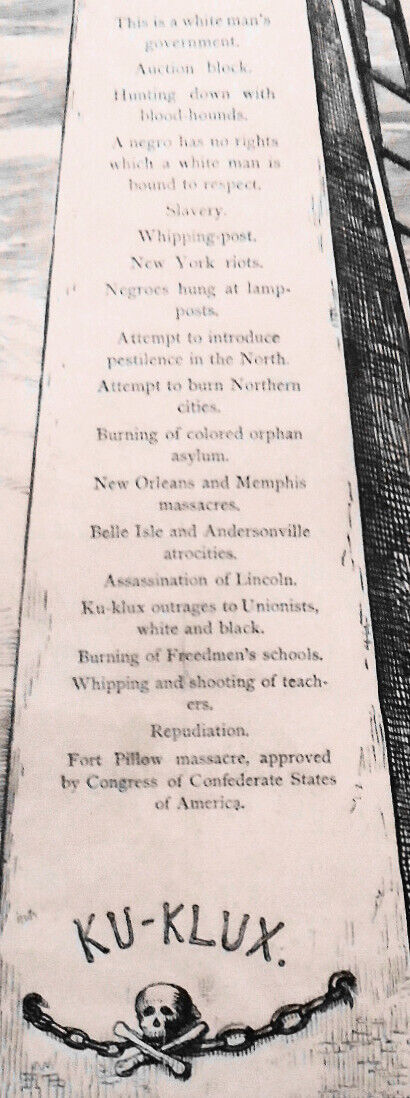 This is a white man's
government.
Auction block.
Hunting down with
blood-hounds.
A negro has no rights
which a white man is
bound to respect.
Slavery.
Whipping-post.
New York riots.
Negroes hung at lamp-
posts.
Attempt to introduce
pestilence in the North.
Attempt to burn Northern
cities.
Burning of colored orphan
asylum.
New Orleans and Memphis
massacres.
Belle Isle and Andersonville
atrocities.
Assassination of Lincoln.
Ku-klux outrages to Unionists,
white and black.
Burning of Freedmen's schools.
Whipping and shooting of teach-
ers.
Repudiation.
Fort Pillow massacre, approved
by Congress of Confederate States
of America.
KU-KLUX.